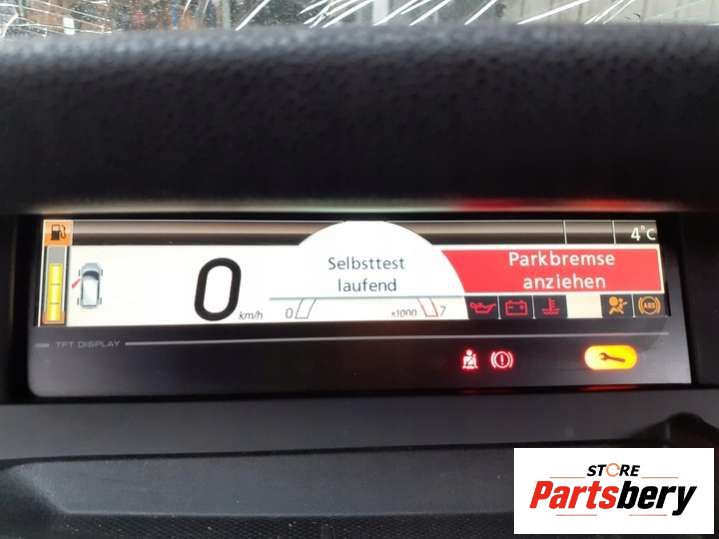 4°C
Selbsttest
laufend
Parkbremse
anziehen
0
km/h
0 x1000 7
ABS
TFT DISPLAY
STORE
Partsbery